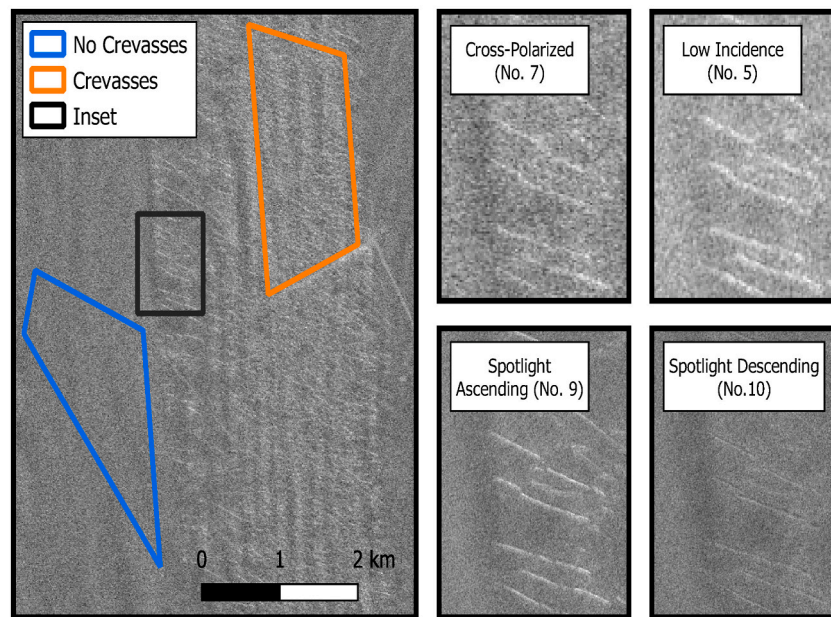 No Crevasses
Crevasses
Inset
0 1 2 km
Cross-Polarized
(No. 7)
Low Incidence
(No. 5)
Spotlight
Ascending (No. 9)
Spotlight Descending
(No.10)